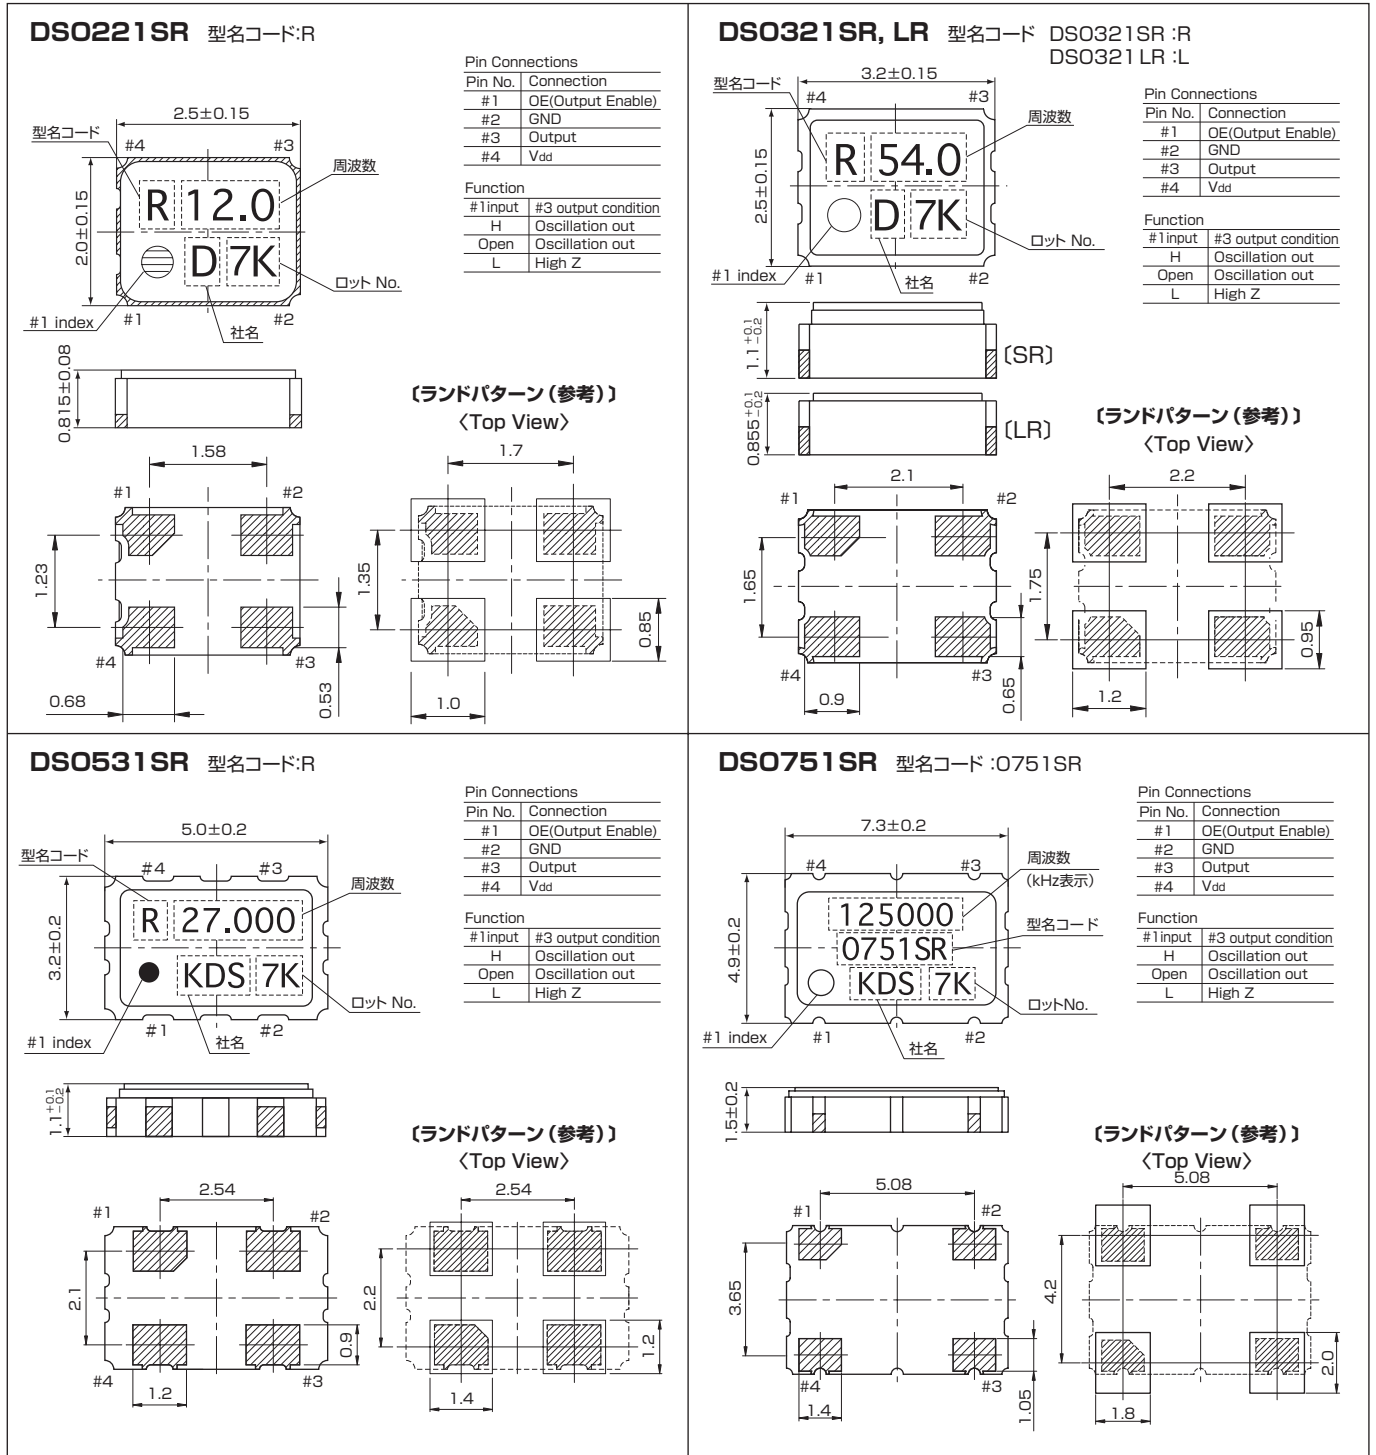 DSO221SR 型名コード:R
Pin Connections
Pin No. Connection
#1 OE(Output Enable)
#2 GND
#3 Output
#4 Vdd
Function
#1input #3 output condition
H Oscillation out
Open Oscillation out
L High Z
2.5±0.15
型名コード
#4 #3
周波数
2.0±0.15
R 12.0
D 7K
ロット No.
#1 index
#1 #2
社名
0.815±0.08
〔ランドパターン（参考）〕
〈Top View〉
1.58
#1 #2
1.23
#4 #3
0.68
0.53
1.7
1.35
0.85
1.0
DSO321SR, LR 型名コード DSO321SR :R
DSO321LR :L
Pin Connections
Pin No. Connection
#1 OE(Output Enable)
#2 GND
#3 Output
#4 Vdd
Function
#1input #3 output condition
H Oscillation out
Open Oscillation out
L High Z
3.2±0.15
型名コード
#4 #3
周波数
2.5±0.15
R 54.0
D 7K
ロット No.
#1 index
#1 #2
社名
1.1 +0.1 -0.2
〔SR〕
0.855 +0.1 -0.2
〔LR〕
〔ランドパターン（参考）〕
〈Top View〉
2.1
#1 #2
1.65
#4 #3
0.9
0.65
2.2
1.75
0.95
1.2
DSO531SR 型名コード:R
Pin Connections
Pin No. Connection
#1 OE(Output Enable)
#2 GND
#3 Output
#4 Vdd
Function
#1input #3 output condition
H Oscillation out
Open Oscillation out
L High Z
5.0±0.2
型名コード
#4 #3
周波数
3.2±0.2
R 27.000
KDS 7K
ロット No.
#1 #2
#1 index
社名
1.1 +0.1 -0.2
〔ランドパターン（参考）〕
〈Top View〉
2.54
#1 #2
2.1
0.9
#4 #3
1.2
2.54
2.2
1.2
1.4
DSO751SR 型名コード :0751SR
Pin Connections
Pin No. Connection
#1 OE(Output Enable)
#2 GND
#3 Output
#4 Vdd
Function
#1input #3 output condition
H Oscillation out
Open Oscillation out
L High Z
7.3±0.2
#4 #3
周波数
(kHz表示)
4.9±0.2
125000
0751SR
型名コード
KDS 7K
ロットNo.
#1 index
#1 #2
社名
1.5±0.2
〔ランドパターン（参考）〕
〈Top View〉
5.08
#1 #2
3.65
#4 #3
1.4
1.05
5.08
4.2
2.0
1.8